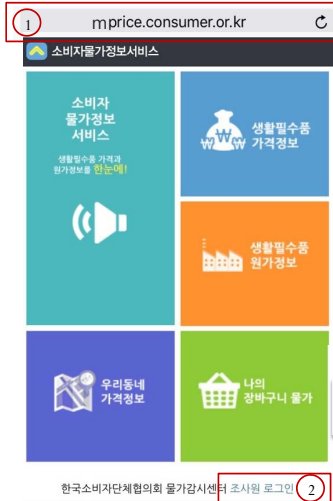 1
mprice.consumer.or.kr
소비자물가정보서비스
소비자
물가정보
서비스
생활필수품 가격과
원가정보를 한눈에!
생활필수품
가격정보
생활필수품
원가정보
우리동네
가격정보
나의
장바구니 물가
한국소비자단체협의회 물가감시센터 조사원 로그인
2